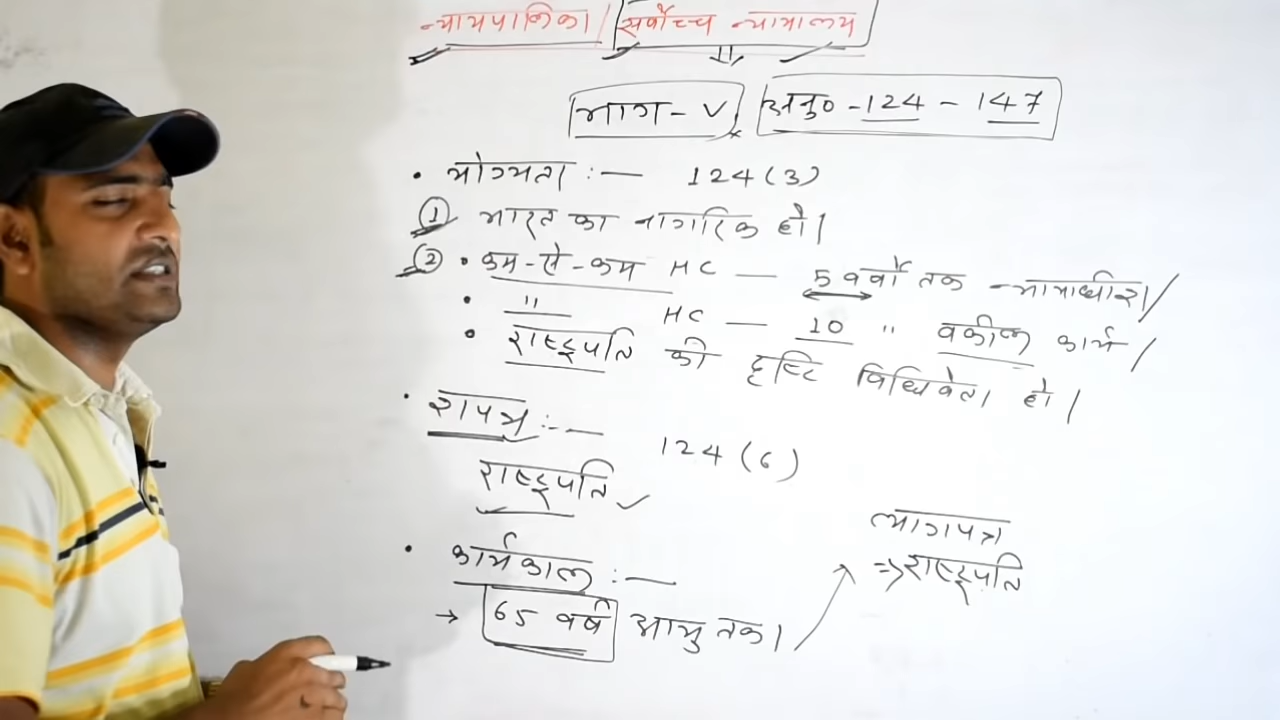 न्यायपालिका / सर्वोच्च न्यायालय
भाग - V, अनु० - 124 - 147
• योग्यता :— 124(3)
① भारत का नागरिक हो।
② • कम-से-कम HC — 5 वर्षो तक न्यायाधीश/
• " HC — 10 " वकील कार्य/
• राष्ट्रपति की दृष्टि विधिवेता हो।
• शपथ :— 124(6)
राष्ट्रपति ✓
• कार्यकाल :—
→ 65 वर्ष आयु तक।
त्यागपत्र
⇒ राष्ट्रपति